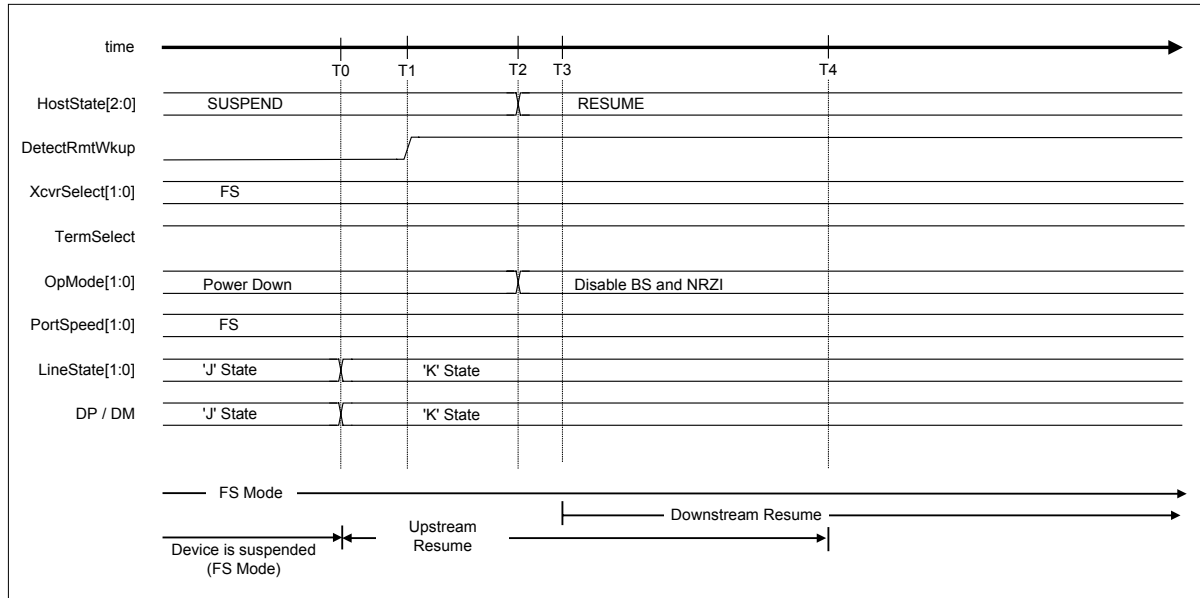 time
T0 T1 T2 T3 T4
HostState[2:0] SUSPEND RESUME
DetectRmtWkup
XcvrSelect[1:0] FS
TermSelect
OpMode[1:0] Power Down Disable BS and NRZI
PortSpeed[1:0] FS
LineState[1:0] 'J' State 'K' State
DP / DM 'J' State 'K' State
FS Mode
Downstream Resume
Upstream
Resume
Device is suspended
(FS Mode)